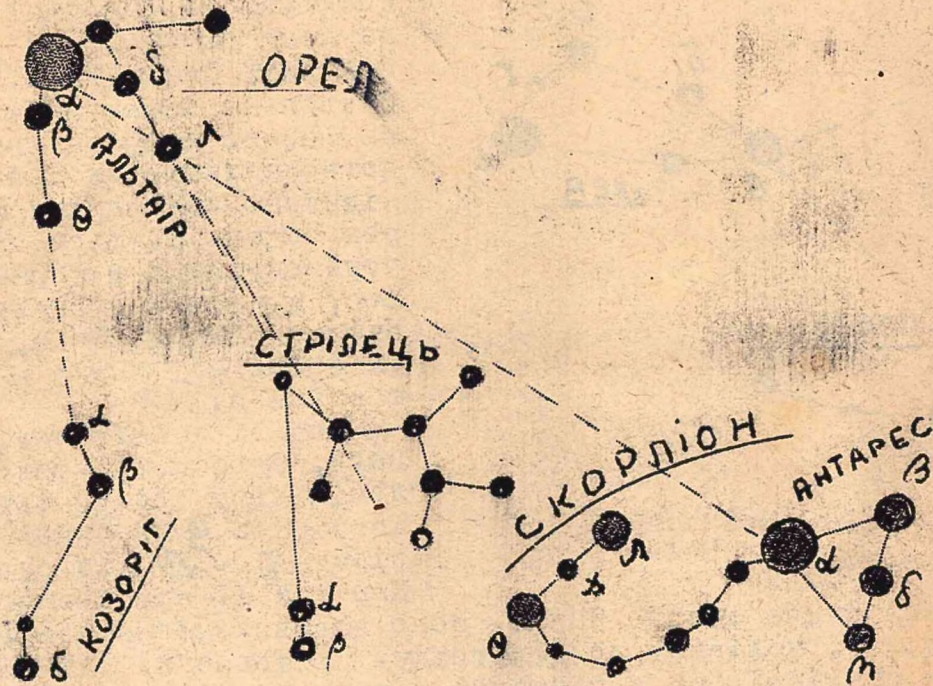 ОРЕЛ
δ
α
β
λ
АЛЬТАІР
θ
СТРІЛЕЦЬ
α
β
КОЗОРІГ
б
α
β
СКОРПІОН
АНТАРЕС
β
λ
α
б
θ
π